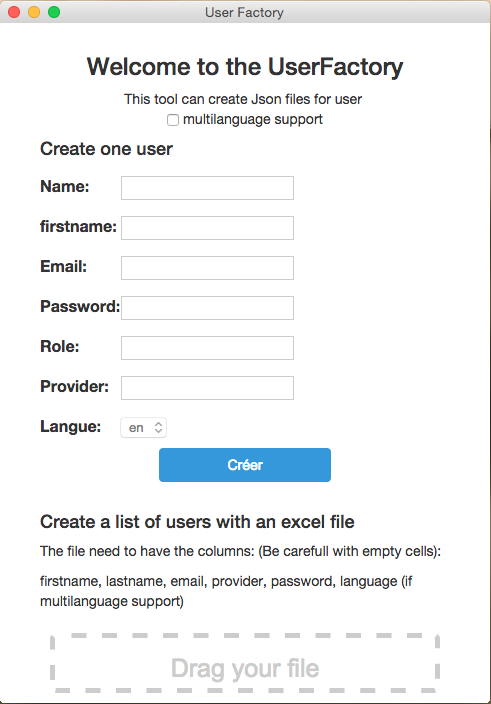 User Factory
Welcome to the UserFactory
This tool can create Json files for user
multilanguage support
Create one user
Name:
firstname:
Email:
Password:
Role:
Provider:
Langue: en
Créer
Create a list of users with an excel file
The file need to have the columns: (Be carefull with empty cells):
firstname, lastname, email, provider, password, language (if
multilanguage support)
Drag your file